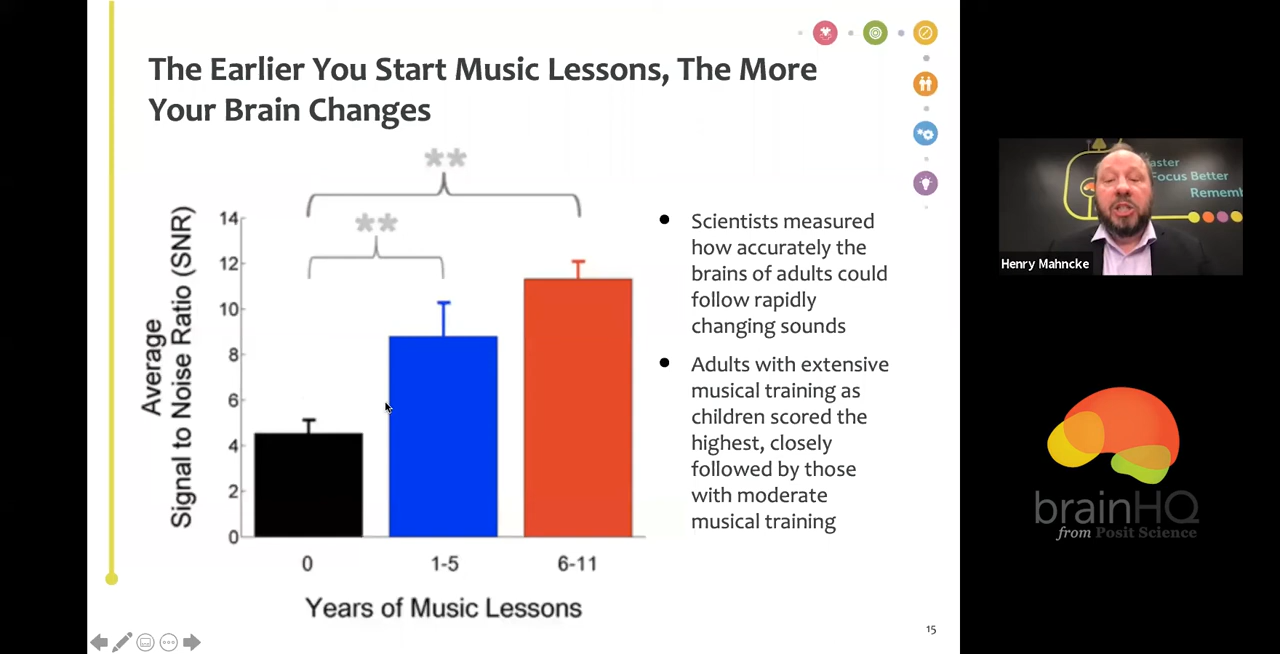 The Earlier You Start Music Lessons, The More
Your Brain Changes
**
**
Average
Signal to Noise Ratio (SNR)
14
12
10
8
6
4
2
0
0
1-5
6-11
Years of Music Lessons
● Scientists measured
how accurately the
brains of adults could
follow rapidly
changing sounds
● Adults with extensive
musical training as
children scored the
highest, closely
followed by those
with moderate
musical training
15
Focus Better
Henry Mahncke
brainHQ
from Posit Science